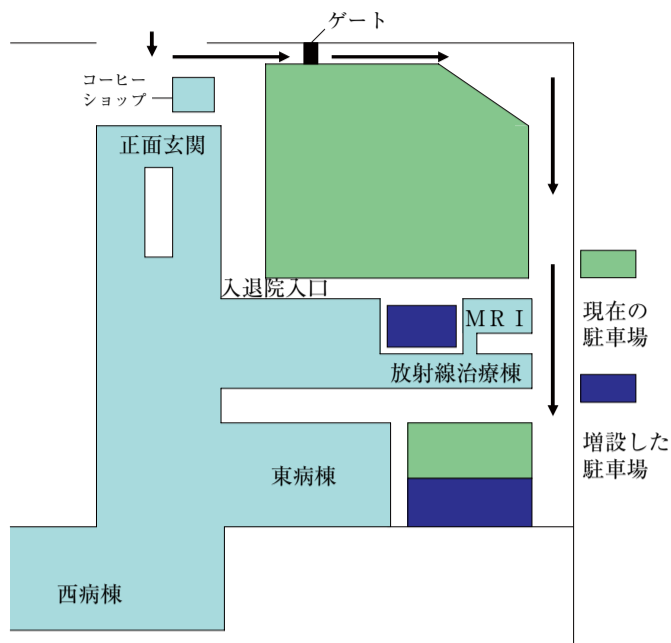 ゲート
コーヒー
ショップ
正面玄関
入退院入口
ＭＲＩ
放射線治療棟
現在の
駐車場
増設した
駐車場
東病棟
西病棟